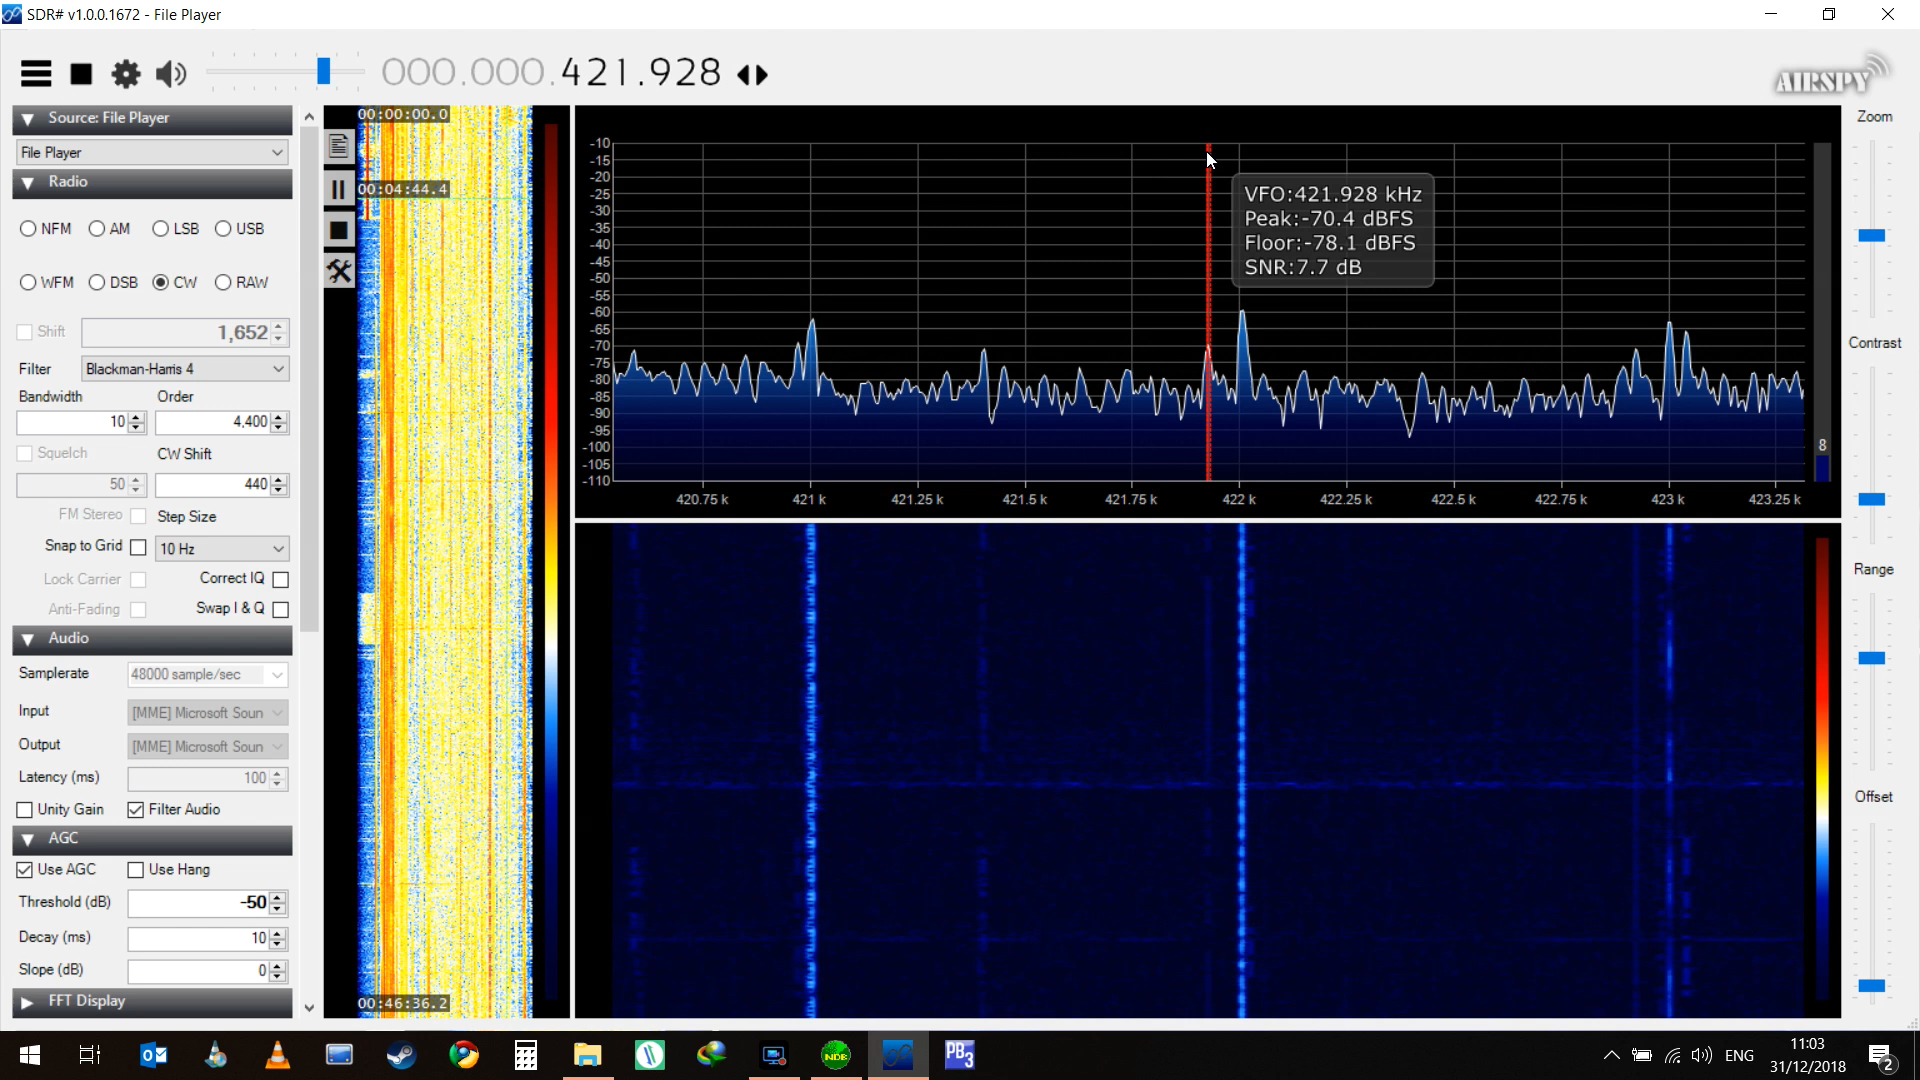 SDR# v1.0.0.1672 - File Player
000.000.421.928
AIRSPY
Source: File Player
File Player
Radio
NFM AM LSB USB
WFM DSB CW RAW
Shift 1,652
Filter Blackman-Harris 4
Bandwidth Order
10 4,400
Squelch CW Shift
50 440
FM Stereo Step Size
Snap to Grid 10 Hz
Lock Carrier Correct IQ
Anti-Fading Swap I & Q
Audio
Samplerate 48000 sample/sec
Input [MME] Microsoft Soun
Output [MME] Microsoft Soun
Latency (ms) 100
Unity Gain Filter Audio
AGC
Use AGC Use Hang
Threshold (dB) -50
Decay (ms) 10
Slope (dB) 0
FFT Display
00:00:00.0
00:04:44.4
00:46:36.2
-10
-15
-20
-25
-30
-35
-40
-45
-50
-55
-60
-65
-70
-75
-80
-85
-90
-95
-100
-105
-110
VFO:421.928 kHz
Peak:-70.4 dBFS
Floor:-78.1 dBFS
SNR:7.7 dB
8
420.75 k 421 k 421.25 k 421.5 k 421.75 k 422 k 422.25 k 422.5 k 422.75 k 423 k 423.25 k
Zoom
Contrast
Range
Offset
NDB
PB3
ENG
11:03
31/12/2018
2